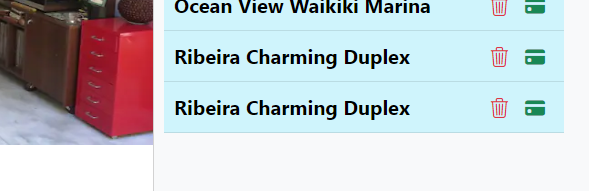 Ocean View Waikiki Marina
Ribeira Charming Duplex
Ribeira Charming Duplex